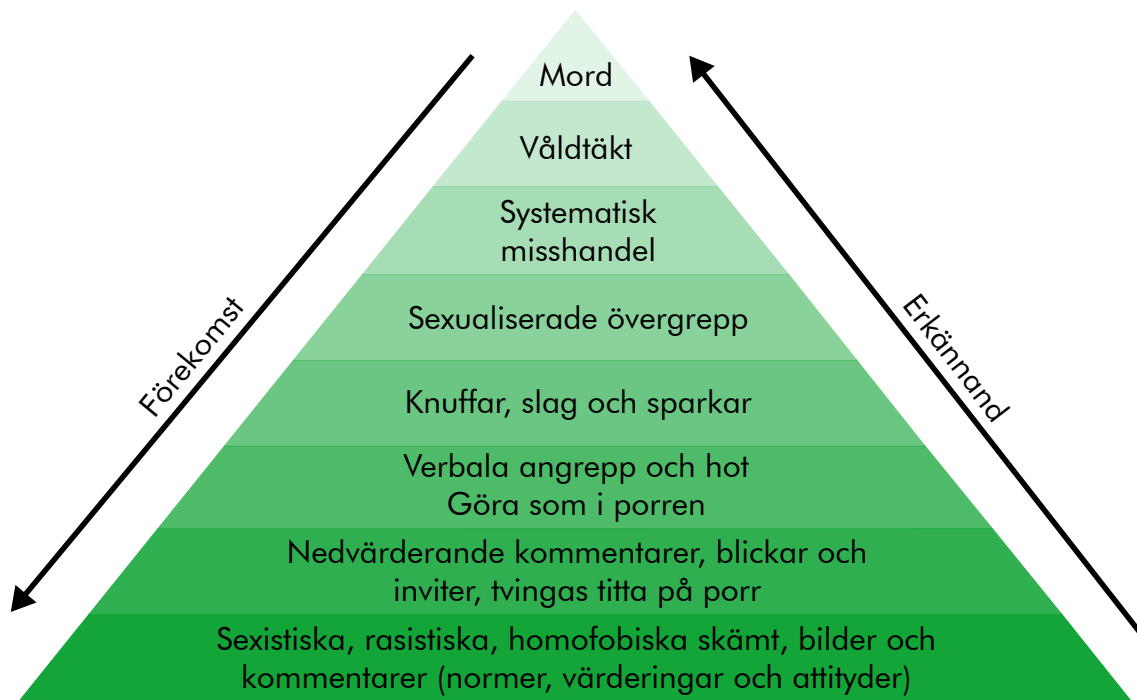 Mord
Våldtäkt
Systematisk
misshandel
Sexualiserade övergrepp
Knuffar, slag och sparkar
Verbala angrepp och hot
Göra som i porren
Nedvärderande kommentarer, blickar och
inviter, tvingas titta på porr
Sexistiska, rasistiska, homofobiska skämt, bilder och
kommentarer (normer, värderingar och attityder)
Förekomst
Erkännand